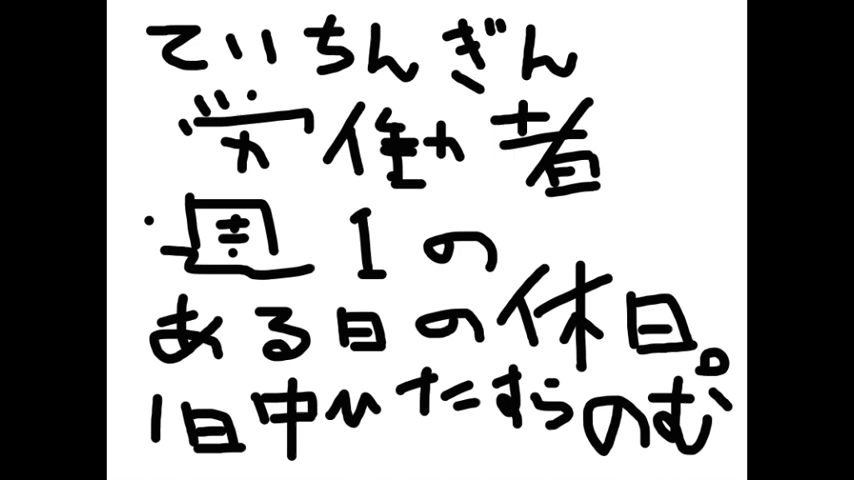 ていちんぎん
労働者
週1の
ある日の休日。
1日中ひたすらのむ